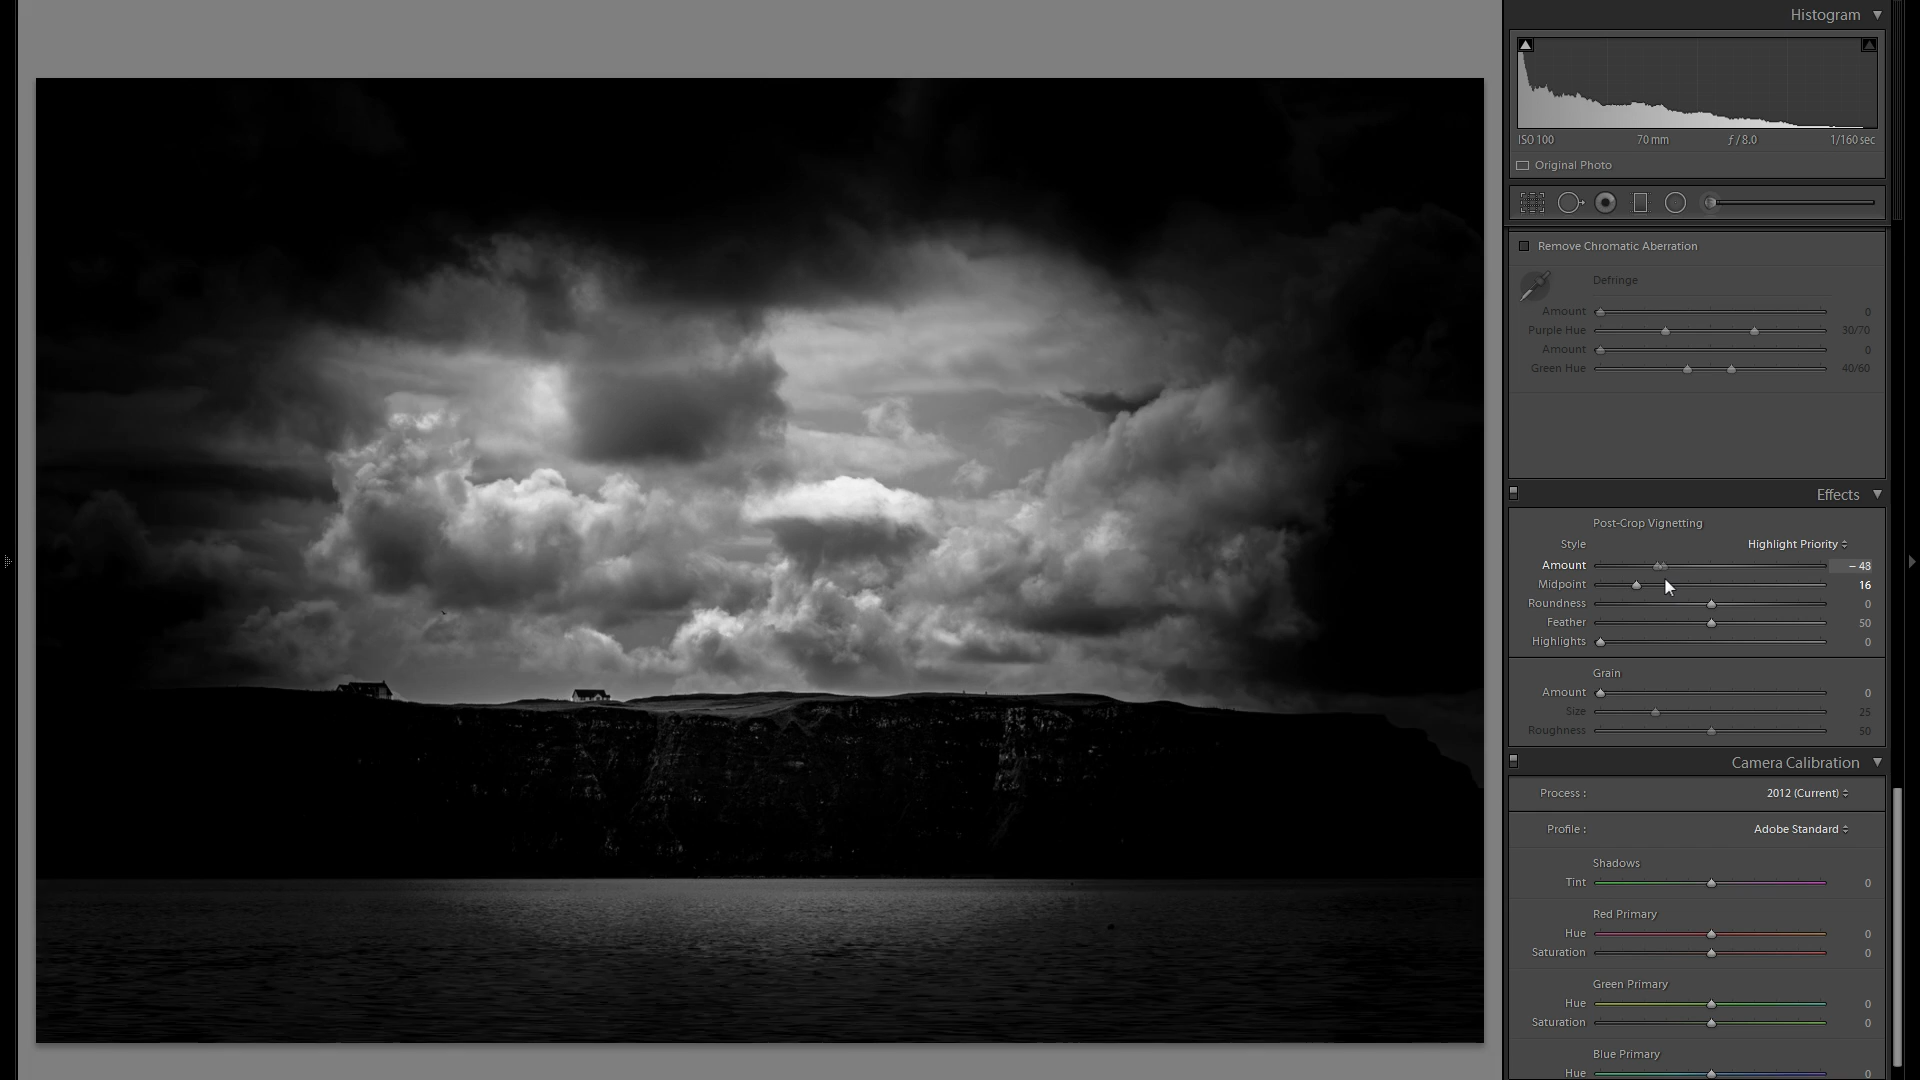 Histogram
ISO 100 70 mm ƒ / 8.0 1/160 sec
Original Photo
Remove Chromatic Aberration
Defringe
Amount 0
Purple Hue 30/70
Amount 0
Green Hue 40/60
Effects
Post-Crop Vignetting
Style Highlight Priority
Amount – 48
Midpoint 16
Roundness 0
Feather 50
Highlights 0
Grain
Amount 0
Size 25
Roughness 50
Camera Calibration
Process : 2012 (Current)
Profile : Adobe Standard
Shadows
Tint 0
Red Primary
Hue 0
Saturation 0
Green Primary
Hue 0
Saturation 0
Blue Primary
Hue 0